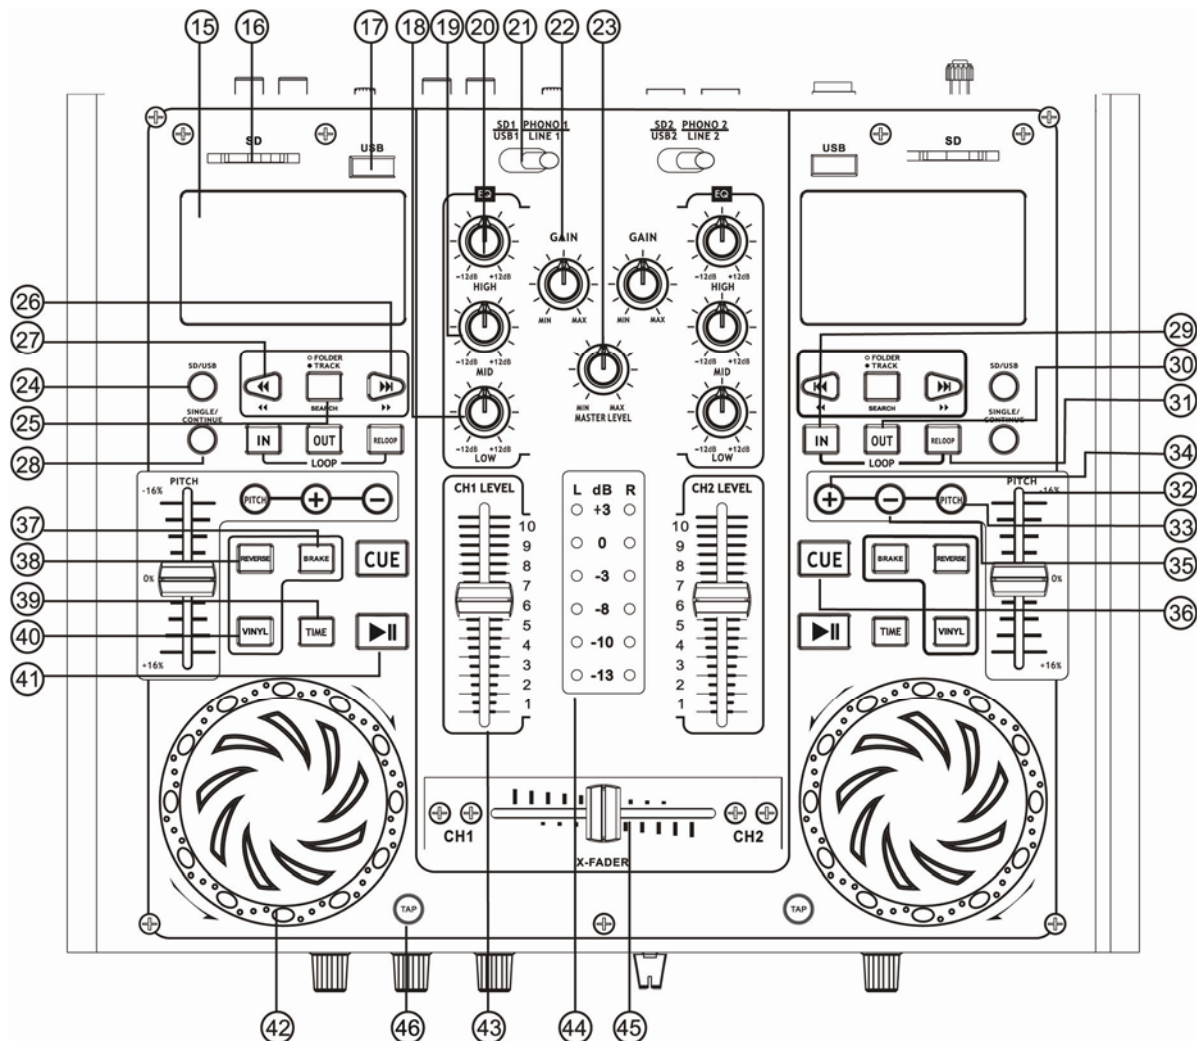 15 16 17 18 19 20 21 22 23
SD1 PHONO 1
USB1 LINE 1
SD2 PHONO 2
USB2 LINE 2
SD
USB
USB
SD
EQ
EQ
GAIN
GAIN
-12dB +12dB
HIGH
-12dB +12dB
HIGH
MIN MAX
MIN MAX
26
27
24
25
28
29
30
31
34
32
33
35
36
37
38
39
40
41
FOLDER
TRACK
SD/USB
SEARCH
SINGLE/
CONTINUE
IN
OUT
RELOOP
LOOP
-12dB +12dB
MID
-12dB +12dB
LOW
MIN MAX
MASTER LEVEL
-12dB +12dB
MID
-12dB +12dB
LOW
FOLDER
TRACK
SD/USB
SEARCH
SINGLE/
CONTINUE
IN
OUT
RELOOP
LOOP
PITCH
-16%
0%
+16%
PITCH + −
REVERSE
BRAKE
CUE
VINYL
TIME
CH1 LEVEL
10
9
8
7
6
5
4
3
2
1
L dB R
+3
0
-3
-8
-10
-13
CH2 LEVEL
10
9
8
7
6
5
4
3
2
1
+ − PITCH
PITCH
-16%
0%
+16%
CUE
BRAKE
REVERSE
TIME
VINYL
CH1
CH2
X-FADER
TAP
TAP
42 46 43 44 45